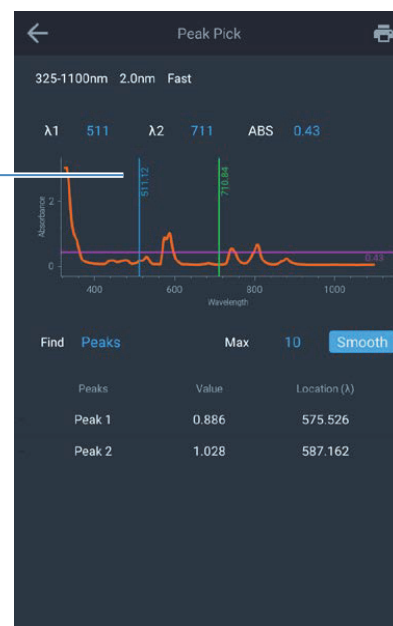 Peak Pick
325-1100nm 2.0nm Fast
λ1 511 λ2 711 ABS 0.43
511.12
710.84
Absorbance
2
0
0.43
400 600 800 1000
Wavelength
Find Peaks Max 10 Smooth
Peaks Value Location (λ)
Peak 1 0.886 575.526
Peak 2 1.028 587.162